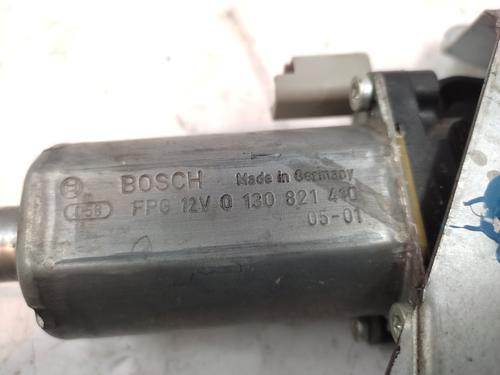 BOSCH Made in Germany
FPG 12V 0 130 821 410
05-01